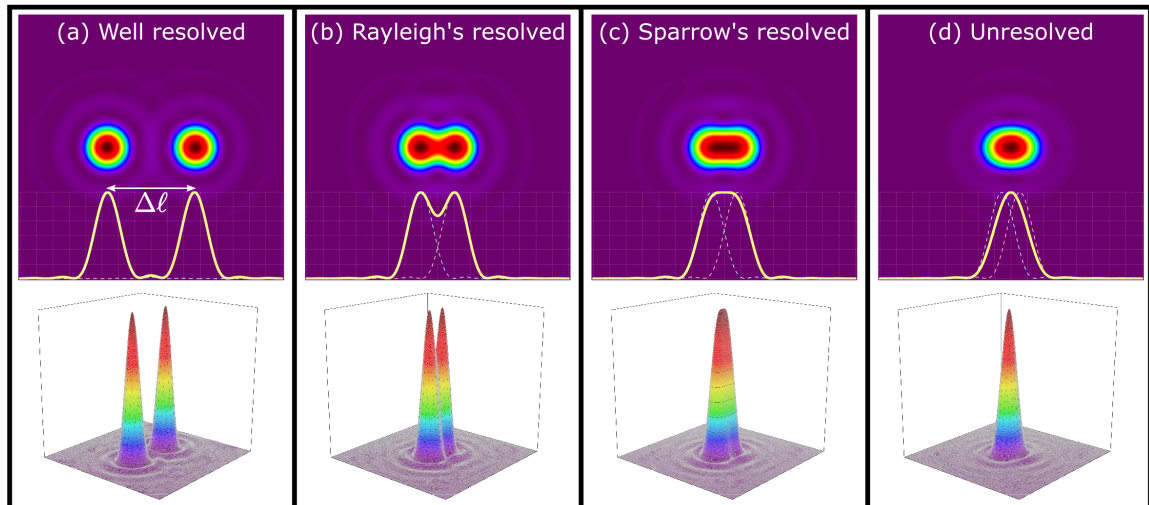 (a) Well resolved
(b) Rayleigh's resolved
(c) Sparrow's resolved
(d) Unresolved
Δℓ